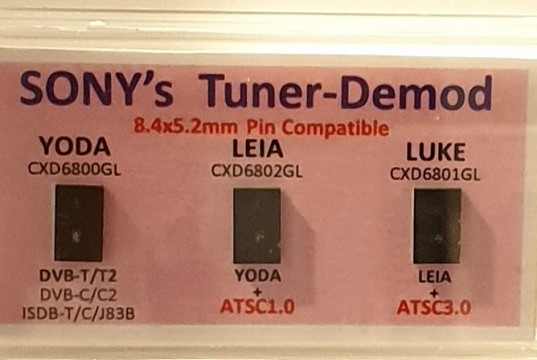 SONY's Tuner-Demod
8.4x5.2mm Pin Compatible
YODA
CXD6800GL
DVB-T/T2
DVB-C/C2
ISDB-T/C/J83B
LEIA
CXD6802GL
YODA
+
ATSC1.0
LUKE
CXD6801GL
LEIA
+
ATSC3.0